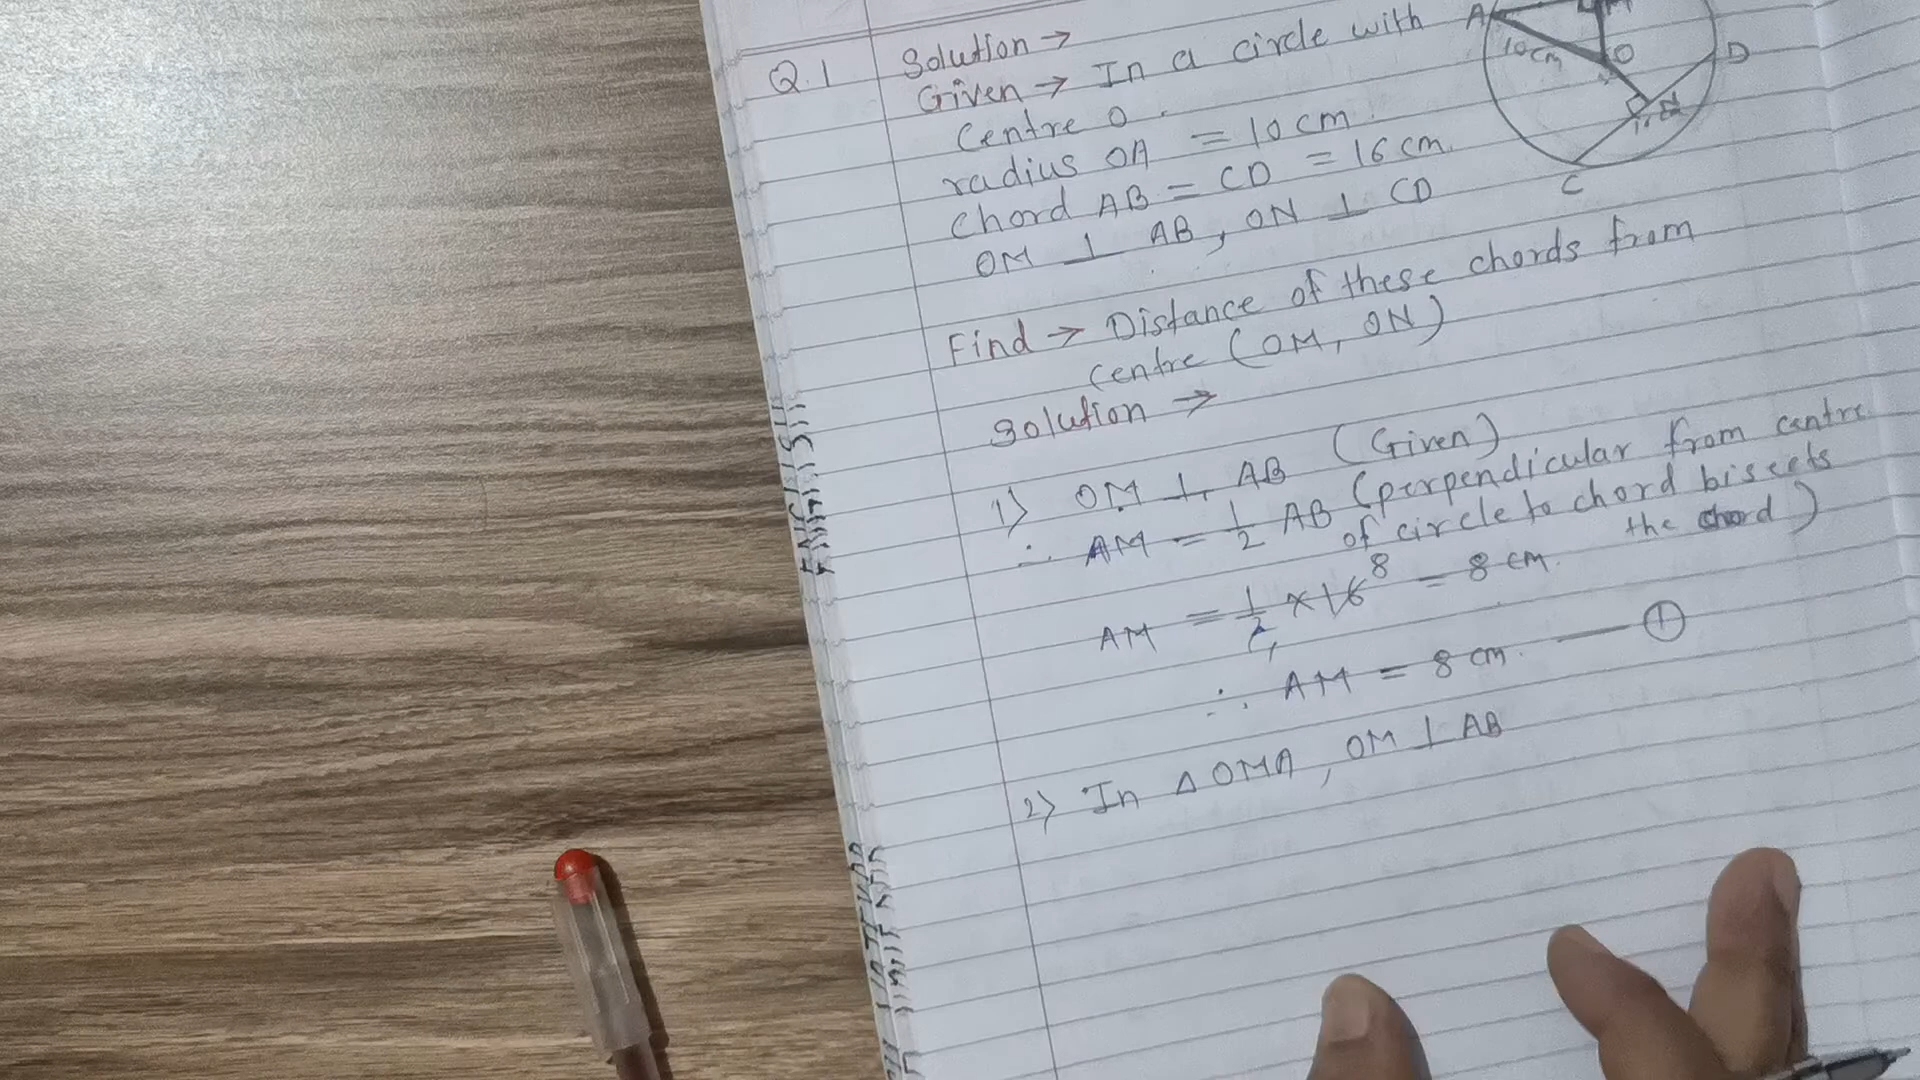 Q.1 Solution →
Given → In a circle with
Centre O.
radius OA = 10 cm.
Chord AB = CD = 16 cm.
OM ⊥ AB, ON ⊥ CD
Find → Distance of these chords from
centre (OM, ON)
Solution →
1) OM ⊥ AB (Given)
∴ AM = 1/2 AB (perpendicular from centre
of circle to chord bisects
the chord)
AM = 1/2 × 16 8 = 8 cm.
∴ AM = 8 cm. — ①
2) In △OMA, OM ⊥ AB
A
M
10 cm
O
D
N
C